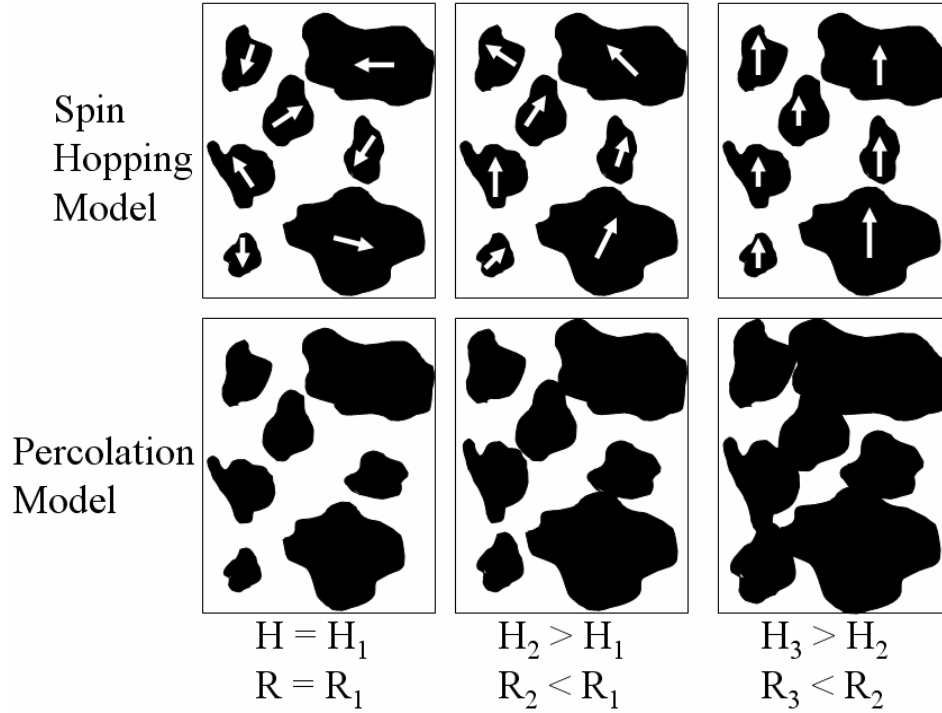 Spin
Hopping
Model
Percolation
Model
H = H₁
H₂ > H₁
H₃ > H₂
R = R₁
R₂ < R₁
R₃ < R₂